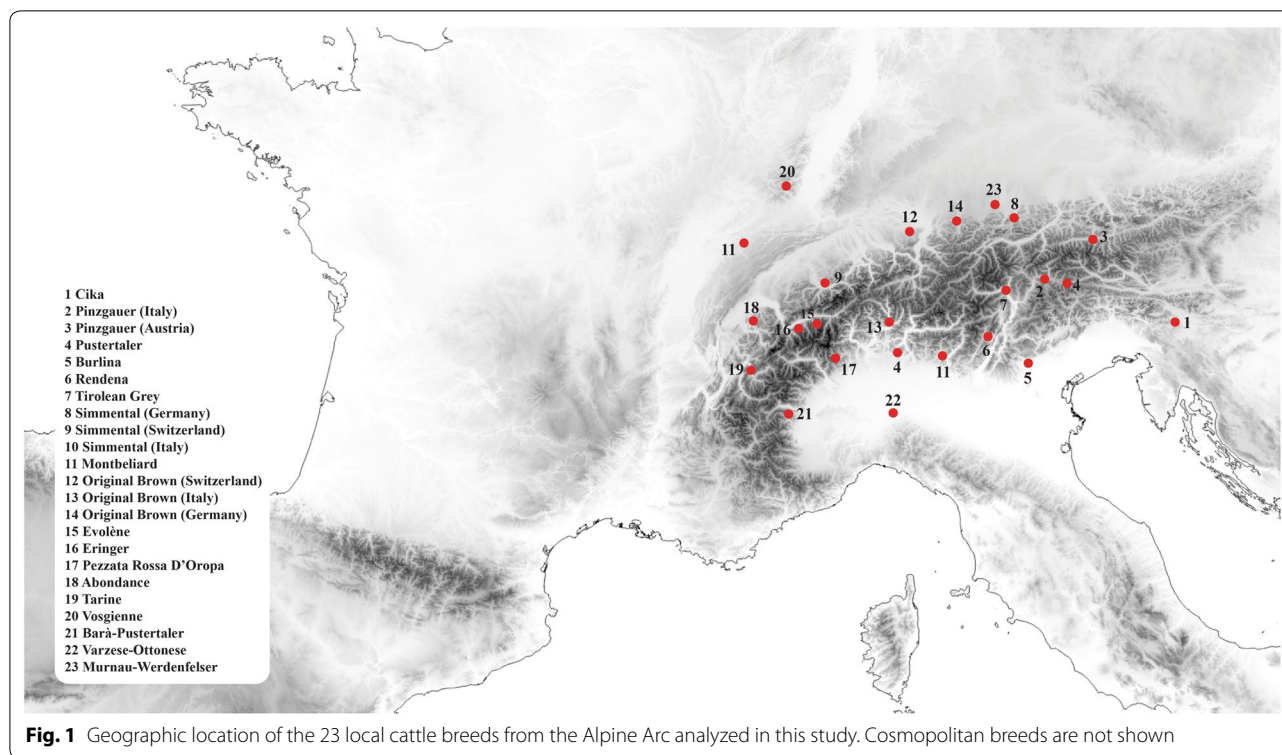 20
23
8
14
12
3
11
9
2
4
7
18
15
16
13
1
6
4
11
17
5
19
22
21
1 Cika
2 Pinzgauer (Italy)
3 Pinzgauer (Austria)
4 Pustertaler
5 Burlina
6 Rendena
7 Tirolean Grey
8 Simmental (Germany)
9 Simmental (Switzerland)
10 Simmental (Italy)
11 Montbeliard
12 Original Brown (Switzerland)
13 Original Brown (Italy)
14 Original Brown (Germany)
15 Evolène
16 Eringer
17 Pezzata Rossa D'Oropa
18 Abondance
19 Tarine
20 Vosgienne
21 Barà-Pustertaler
22 Varzese-Ottonese
23 Murnau-Werdenfelser
Fig. 1 Geographic location of the 23 local cattle breeds from the Alpine Arc analyzed in this study. Cosmopolitan breeds are not shown